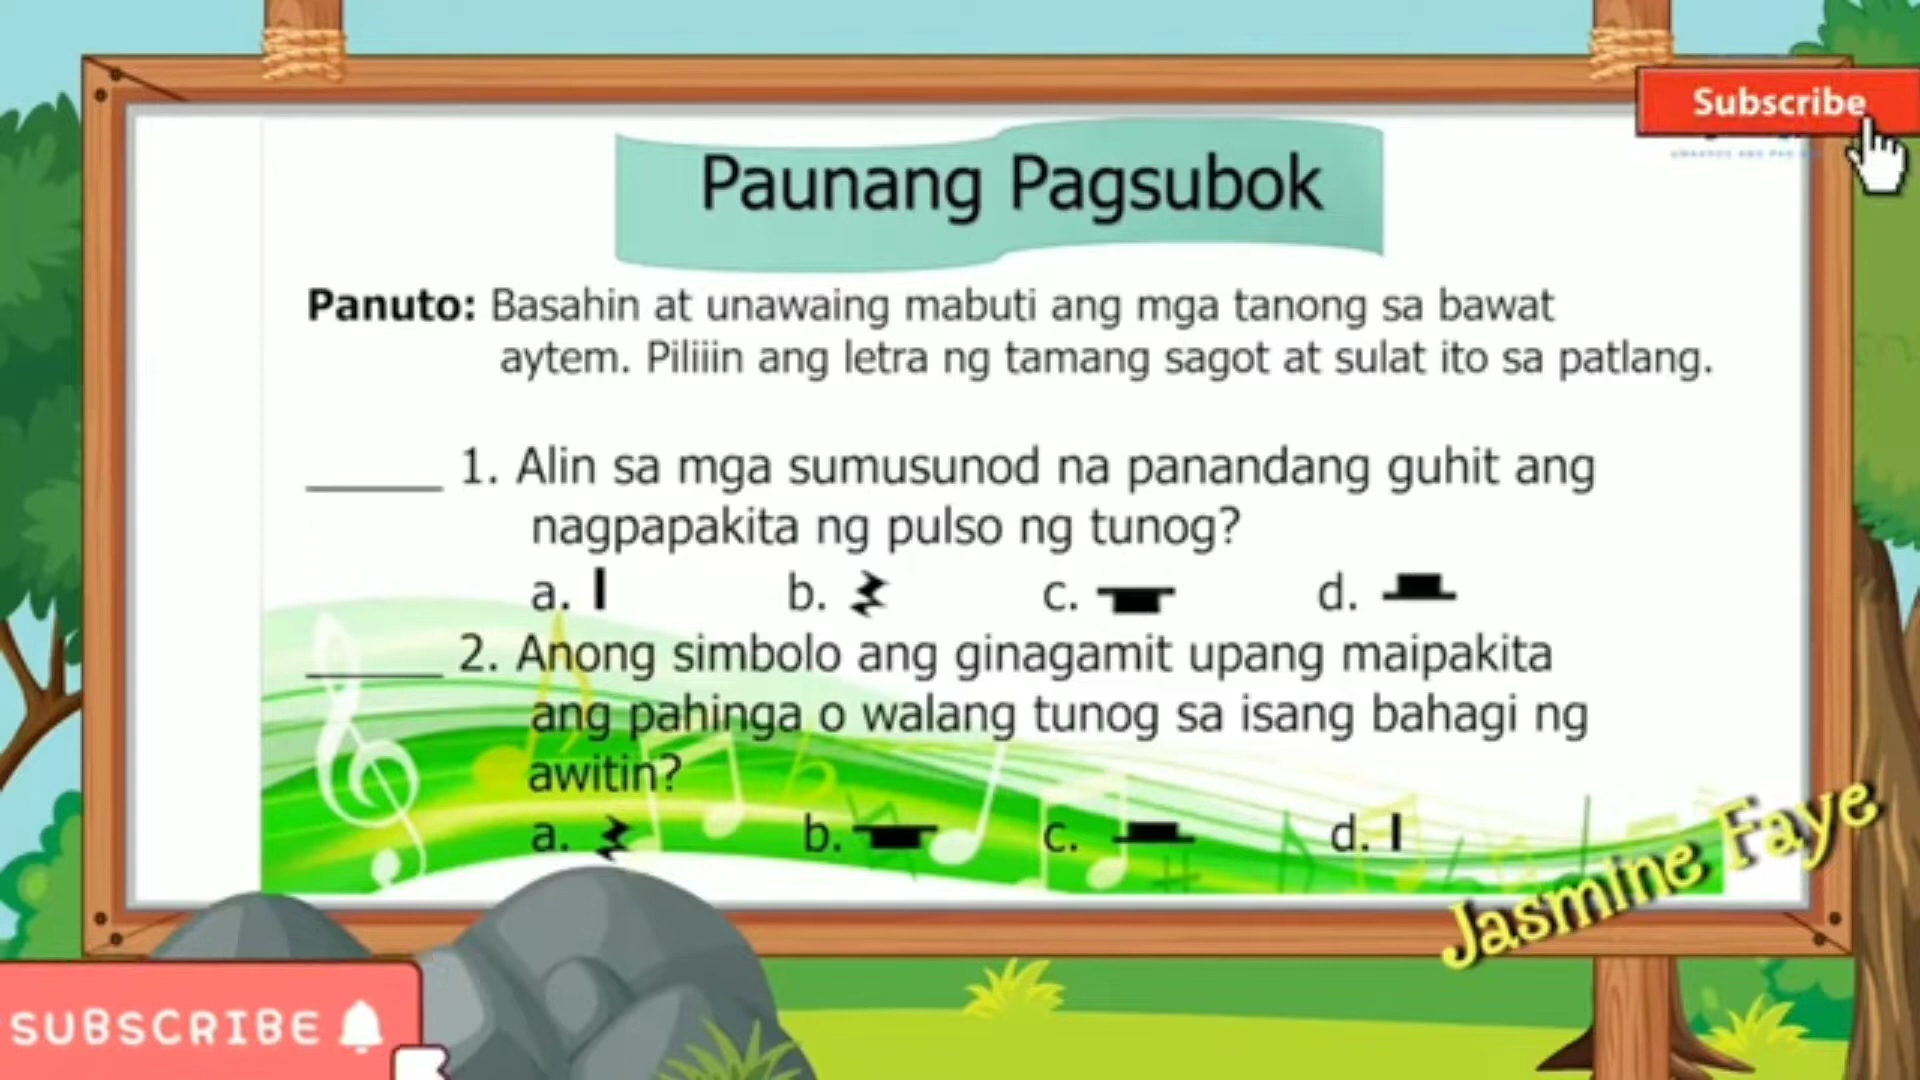 Subscribe
Paunang Pagsubok
Panuto: Basahin at unawaing mabuti ang mga tanong sa bawat
aytem. Piliiin ang letra ng tamang sagot at sulat ito sa patlang.
_____ 1. Alin sa mga sumusunod na panandang guhit ang
nagpapakita ng pulso ng tunog?
a. I b. c. d.
_____ 2. Anong simbolo ang ginagamit upang maipakita
ang pahinga o walang tunog sa isang bahagi ng
awitin?
a. b. c. d. I
Jasmine Faye
SUBSCRIBE